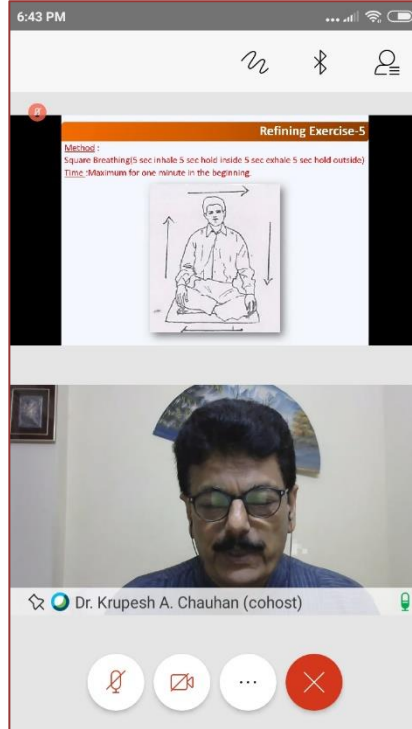 6:43 PM
Refining Exercise-5
Method :
Square Breathing(5 sec inhale 5 sec hold inside 5 sec exhale 5 sec hold outside)
Time :Maximum for one minute in the beginning.
Dr. Krupesh A. Chauhan (cohost)